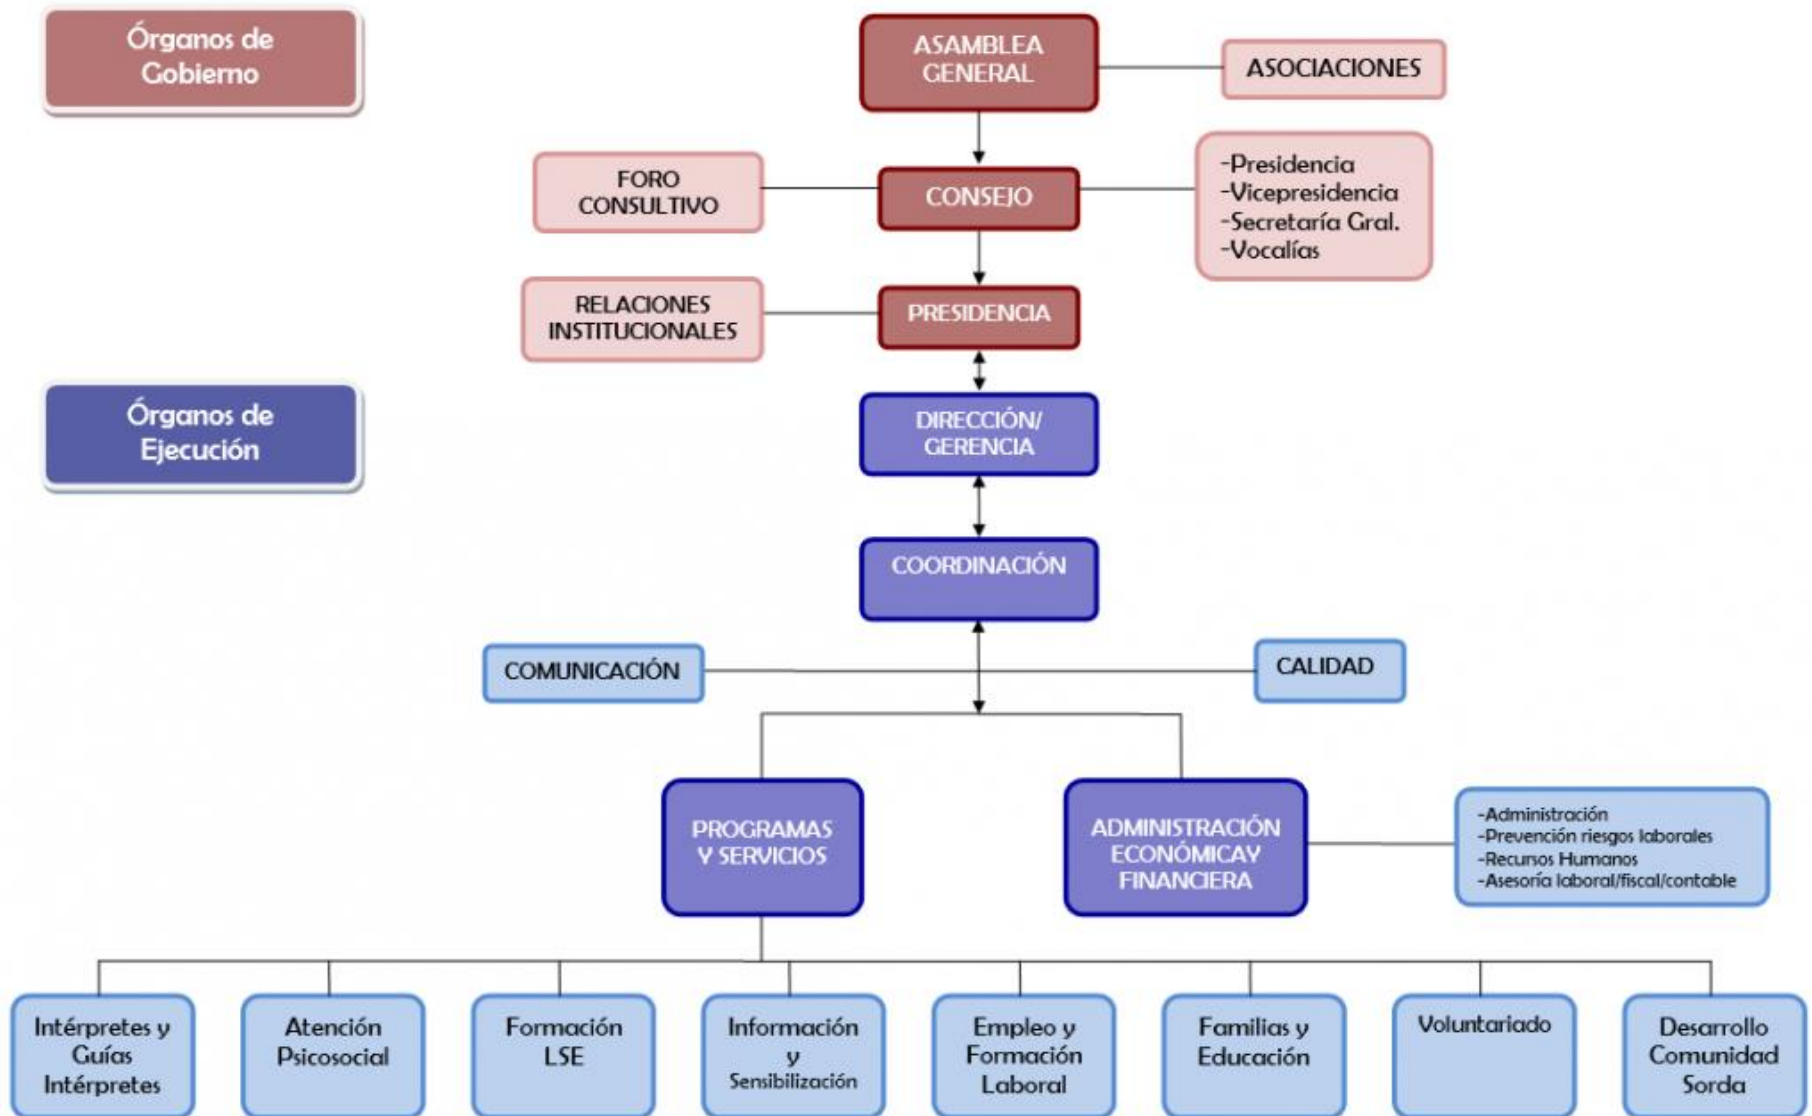 Órganos de
Gobierno
ASAMBLEA
GENERAL
ASOCIACIONES
FORO
CONSULTIVO
CONSEJO
-Presidencia
-Vicepresidencia
-Secretaría Gral.
-Vocalías
RELACIONES
INSTITUCIONALES
PRESIDENCIA
Órganos de
Ejecución
DIRECCIÓN/
GERENCIA
COORDINACIÓN
COMUNICACIÓN
CALIDAD
PROGRAMAS
Y SERVICIOS
ADMINISTRACIÓN
ECONÓMICAY
FINANCIERA
-Administración
-Prevención riesgos laborales
-Recursos Humanos
-Asesoría laboral/fiscal/contable
Intérpretes y
Guías
Intérpretes
Atención
Psicosocial
Formación
LSE
Información
y
Sensibilización
Empleo y
Formación
Laboral
Familias y
Educación
Voluntariado
Desarrollo
Comunidad
Sorda